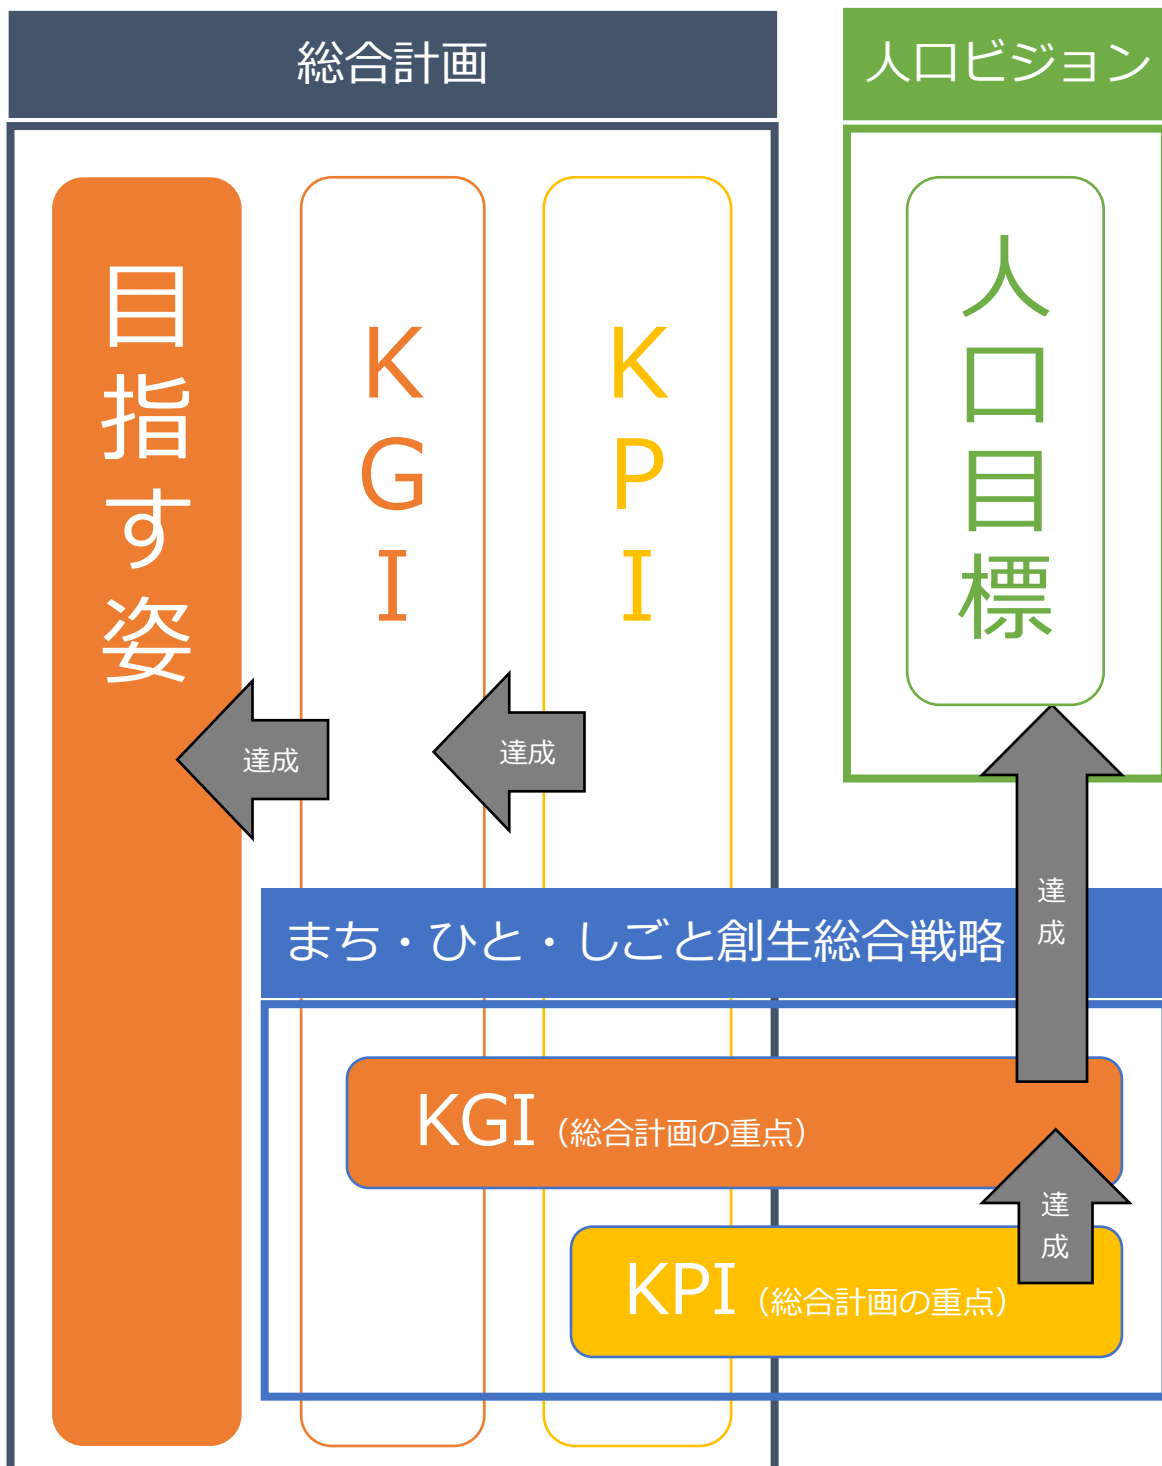 総合計画
人口ビジョン
目指す姿
KGI
KPI
人口目標
達成
達成
達成
まち・ひと・しごと創生総合戦略
KGI（総合計画の重点）
達成
KPI（総合計画の重点）